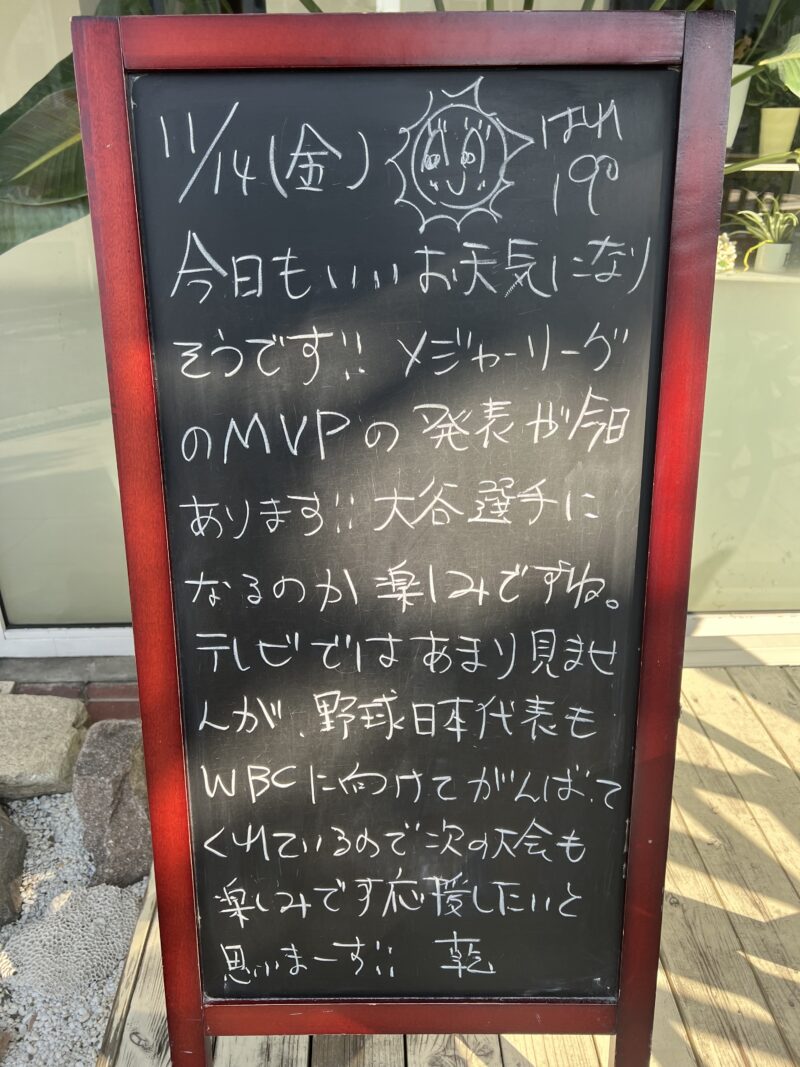 11/14(金) はれ
19°
今日もいいお天気になり
そうです!! メジャーリーグ
のMVPの発表が今日
あります!! 大谷選手に
なるのか楽しみですね。
テレビではあまり見ませ
んが、野球日本代表も
WBCに向けてがんばって
くれているので次の大会も
楽しみです応援したいと
思いまーす!! 乾